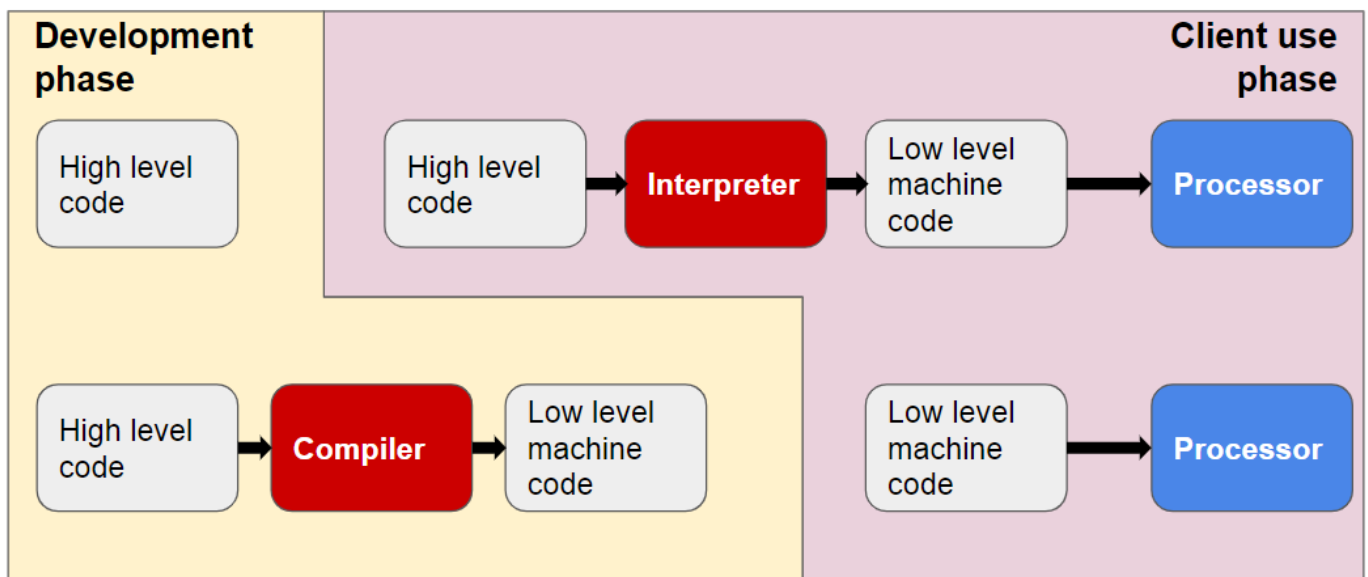 Development
phase
Client use
phase
High level
code
High level
code
Interpreter
Low level
machine
code
Processor
High level
code
Compiler
Low level
machine
code
Low level
machine
code
Processor